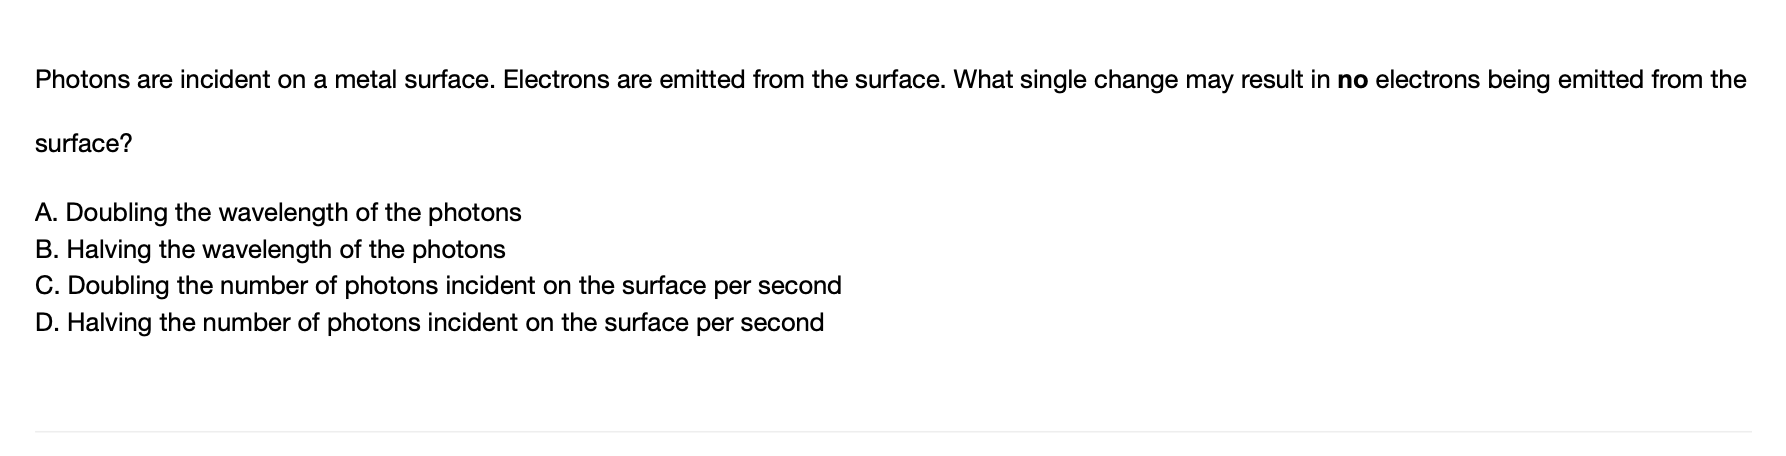 Photons are incident on a metal surface. Electrons are emitted from the surface. What single change may result in no electrons being emitted from the
surface?
A. Doubling the wavelength of the photons
B. Halving the wavelength of the photons
C. Doubling the number of photons incident on the surface per second
D. Halving the number of photons incident on the surface per second